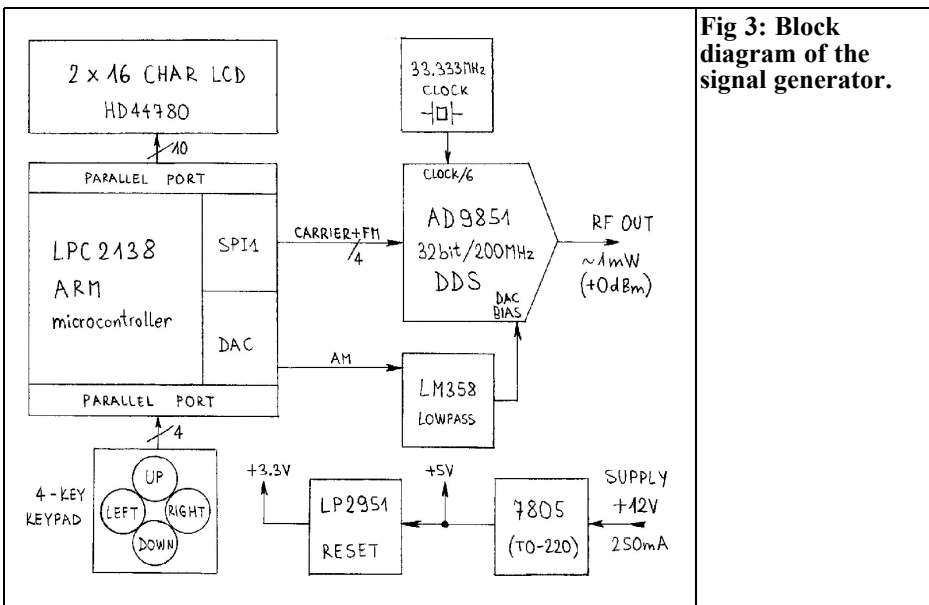 Fig 3: Block
diagram of the
signal generator.
2 x 16 CHAR LCD
HD44780
10
PARALLEL PORT
LPC2138
ARM
microcontroller
SPI1
DAC
PARALLEL PORT
4
4-KEY
KEYPAD
UP
LEFT
RIGHT
DOWN
CARRIER+FM
4
AM
33.333MHz
CLOCK
CLOCK/6
AD9851
32bit/200MHz
DDS
DAC
BIAS
RF OUT
~1mW
(+0dBm)
LM358
LOWPASS
+3.3V
LP2951
RESET
+5V
7805
(TO-220)
SUPPLY
+12V
250mA